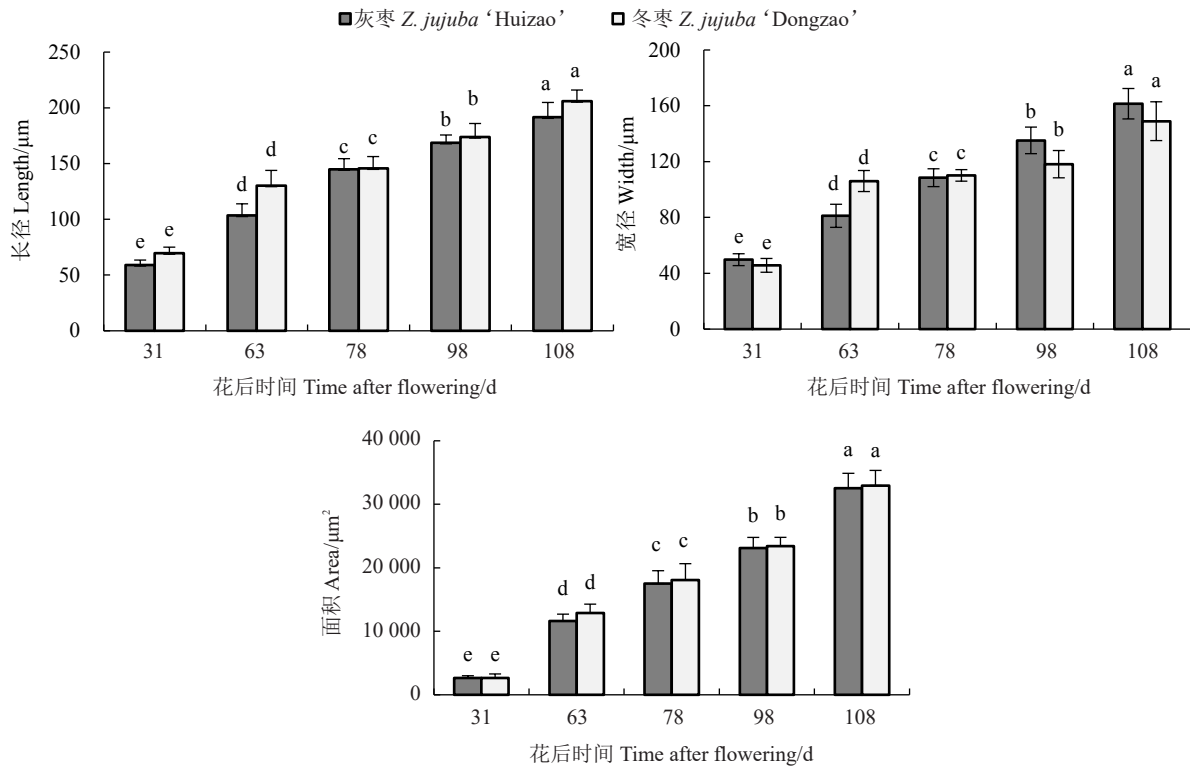 灰枣 Z. jujuba ‘Huizao’ 冬枣 Z. jujuba ‘Dongzao’
长径 Length/μm
250
200
150
100
50
0
e e d d c c b b a a
31 63 78 98 108
花后时间 Time after flowering/d
宽径 Width/μm
200
160
120
80
40
0
e e d d c c b b a a
31 63 78 98 108
花后时间 Time after flowering/d
面积 Area/μm²
40 000
30 000
20 000
10 000
0
e e d d c c b b a a
31 63 78 98 108
花后时间 Time after flowering/d